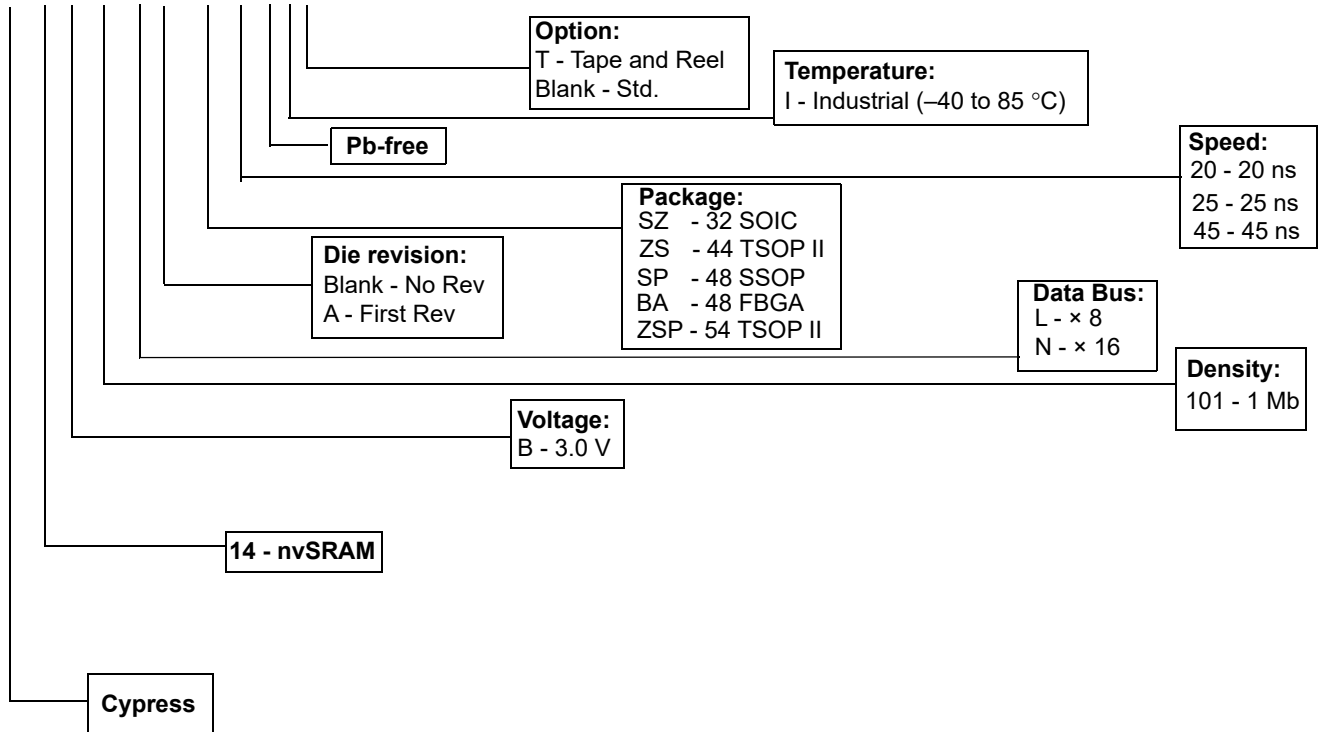 Option:
T - Tape and Reel
Blank - Std.
Temperature:
I - Industrial (–40 to 85 °C)
Pb-free
Speed:
20 - 20 ns
25 - 25 ns
45 - 45 ns
Package:
SZ - 32 SOIC
ZS - 44 TSOP II
SP - 48 SSOP
BA - 48 FBGA
ZSP - 54 TSOP II
Die revision:
Blank - No Rev
A - First Rev
Data Bus:
L - × 8
N - × 16
Density:
101 - 1 Mb
Voltage:
B - 3.0 V
14 - nvSRAM
Cypress